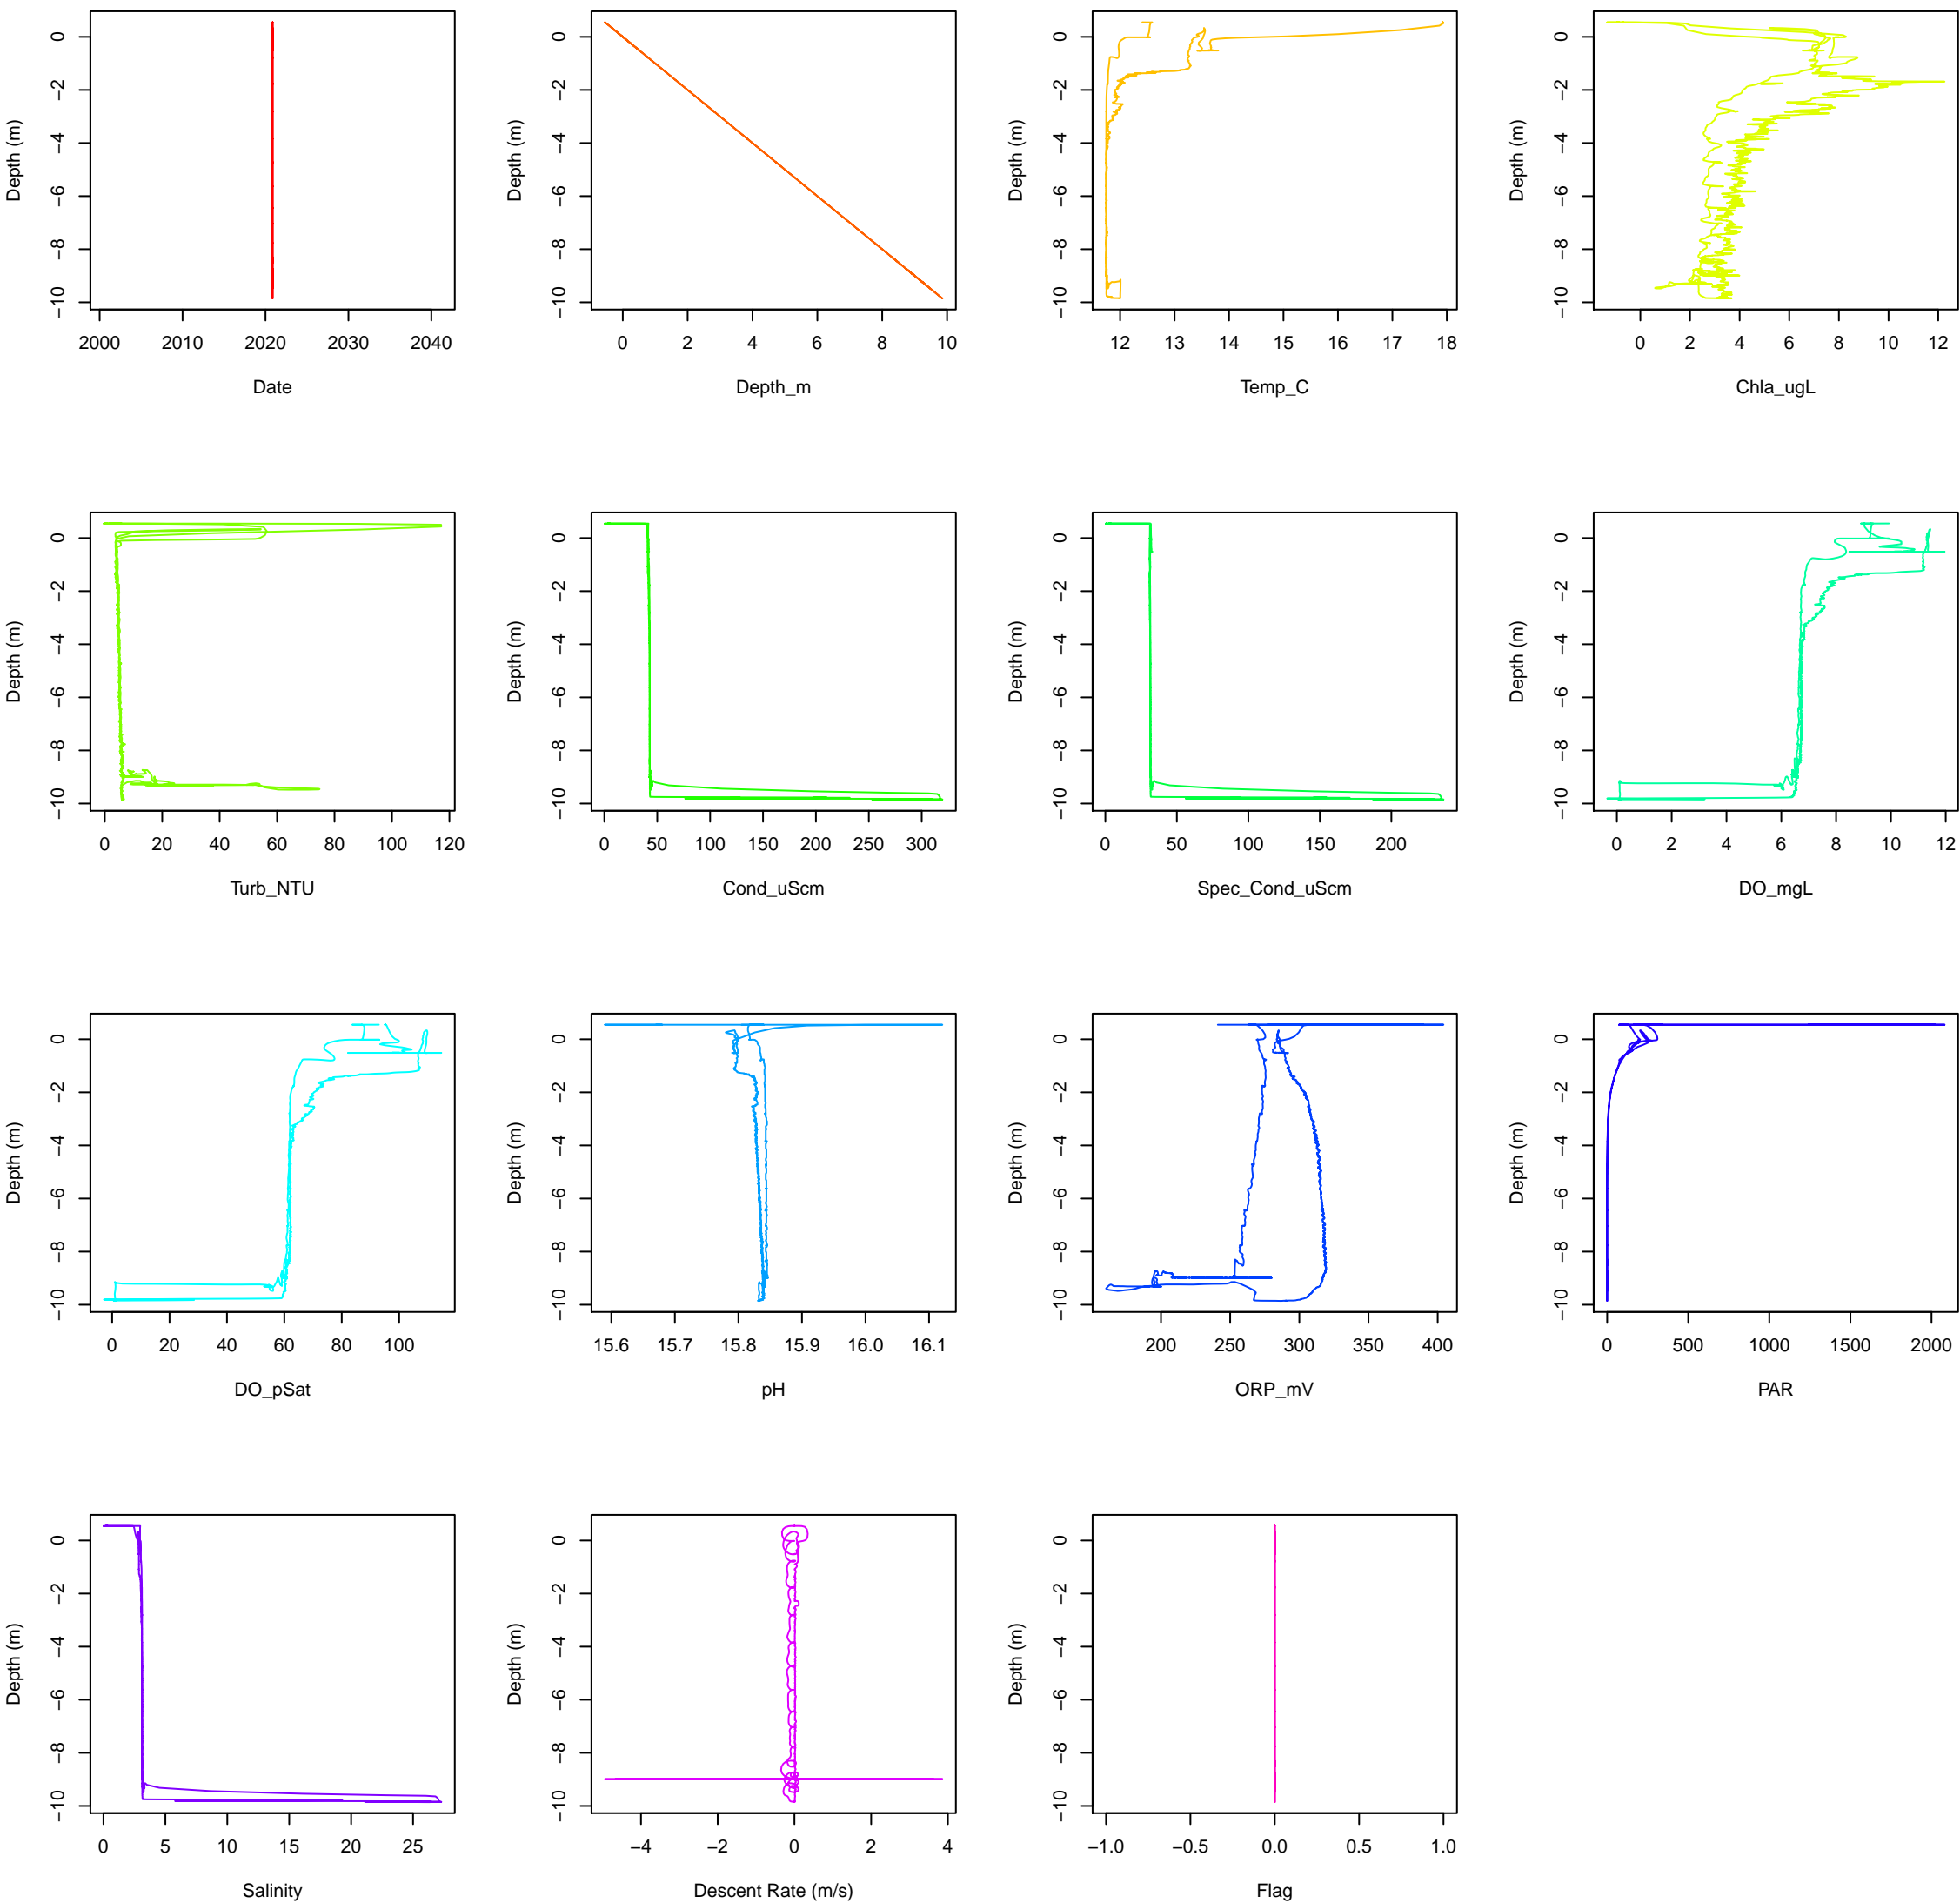 0 0 0 0
−2 −2 −2 −2
−4 −4 −4 −4
−6 −6 −6 −6
−8 −8 −8 −8
−10 −10 −10 −10
Depth (m) Depth (m) Depth (m) Depth (m)
2000 2010 2020 2030 2040 0 2 4 6 8 10 12 13 14 15 16 17 18 0 2 4 6 8 10 12
Date Depth_m Temp_C Chla_ugL
0 0 0 0
−2 −2 −2 −2
−4 −4 −4 −4
−6 −6 −6 −6
−8 −8 −8 −8
−10 −10 −10 −10
Depth (m) Depth (m) Depth (m) Depth (m)
0 20 40 60 80 100 120 0 50 100 150 200 250 300 0 50 100 150 200 0 2 4 6 8 10 12
Turb_NTU Cond_uScm Spec_Cond_uScm DO_mgL
0 0 0 0
−2 −2 −2 −2
−4 −4 −4 −4
−6 −6 −6 −6
−8 −8 −8 −8
−10 −10 −10 −10
Depth (m) Depth (m) Depth (m) Depth (m)
0 20 40 60 80 100 15.6 15.7 15.8 15.9 16.0 16.1 200 250 300 350 400 0 500 1000 1500 2000
DO_pSat pH ORP_mV PAR
0 0 0
−2 −2 −2
−4 −4 −4
−6 −6 −6
−8 −8 −8
−10 −10 −10
Depth (m) Depth (m) Depth (m)
0 5 10 15 20 25 −4 −2 0 2 4 −1.0 −0.5 0.0 0.5 1.0
Salinity Descent Rate (m/s) Flag